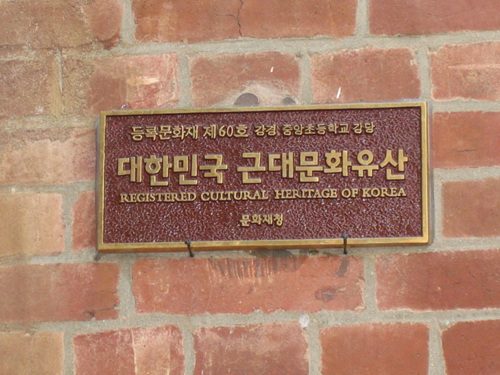 등록문화재 제60호 강경 중앙초등학교 강당
대한민국 근대문화유산
REGISTERED CULTURAL HERITAGE OF KOREA
문화재청